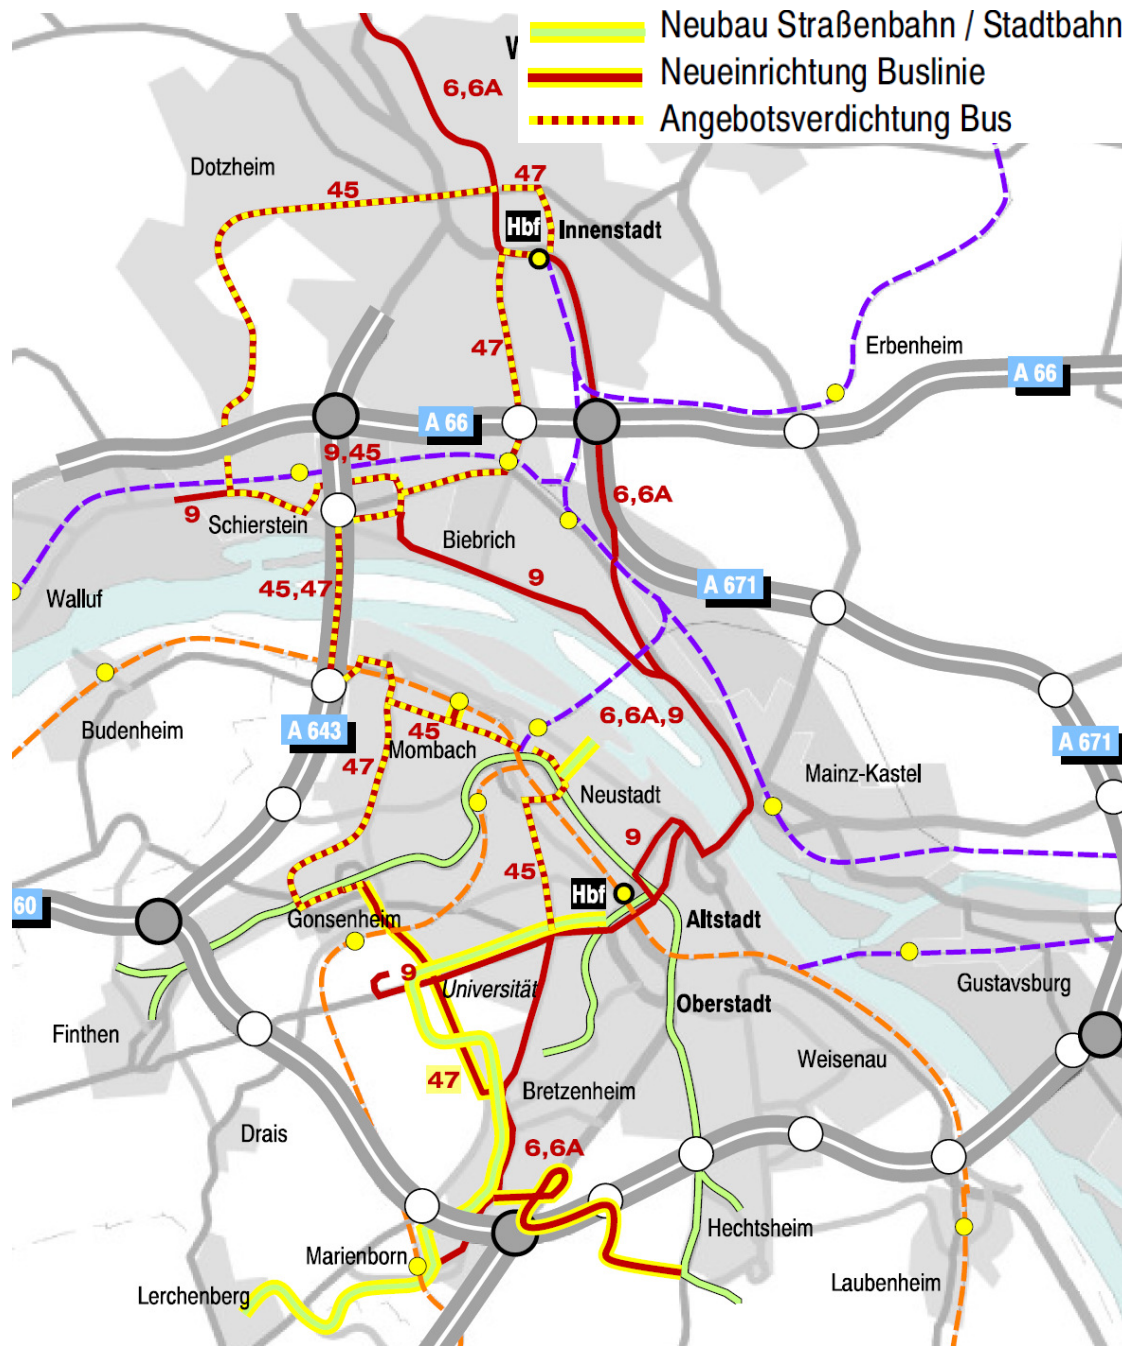 Neubau Straßenbahn / Stadtbahn
W
Neueinrichtung Buslinie
6,6A
Angebotsverdichtung Bus
Dotzheim
47
45
Hbf
Innenstadt
47
Erbenheim
A 66
A 66
9,45
6,6A
9
Schierstein
Biebrich
9
A 671
45,47
Walluf
6,6A,9
Budenheim
A 643
45
Mombach
A 671
47
Mainz-Kastel
Neustadt
9
45
Hbf
60
Gonsenheim
Altstadt
9
Universität
Gustavsburg
Oberstadt
Finthen
Weisenau
47
Bretzenheim
Drais
6,6A
Hechtsheim
Marienborn
Laubenheim
Lerchenberg